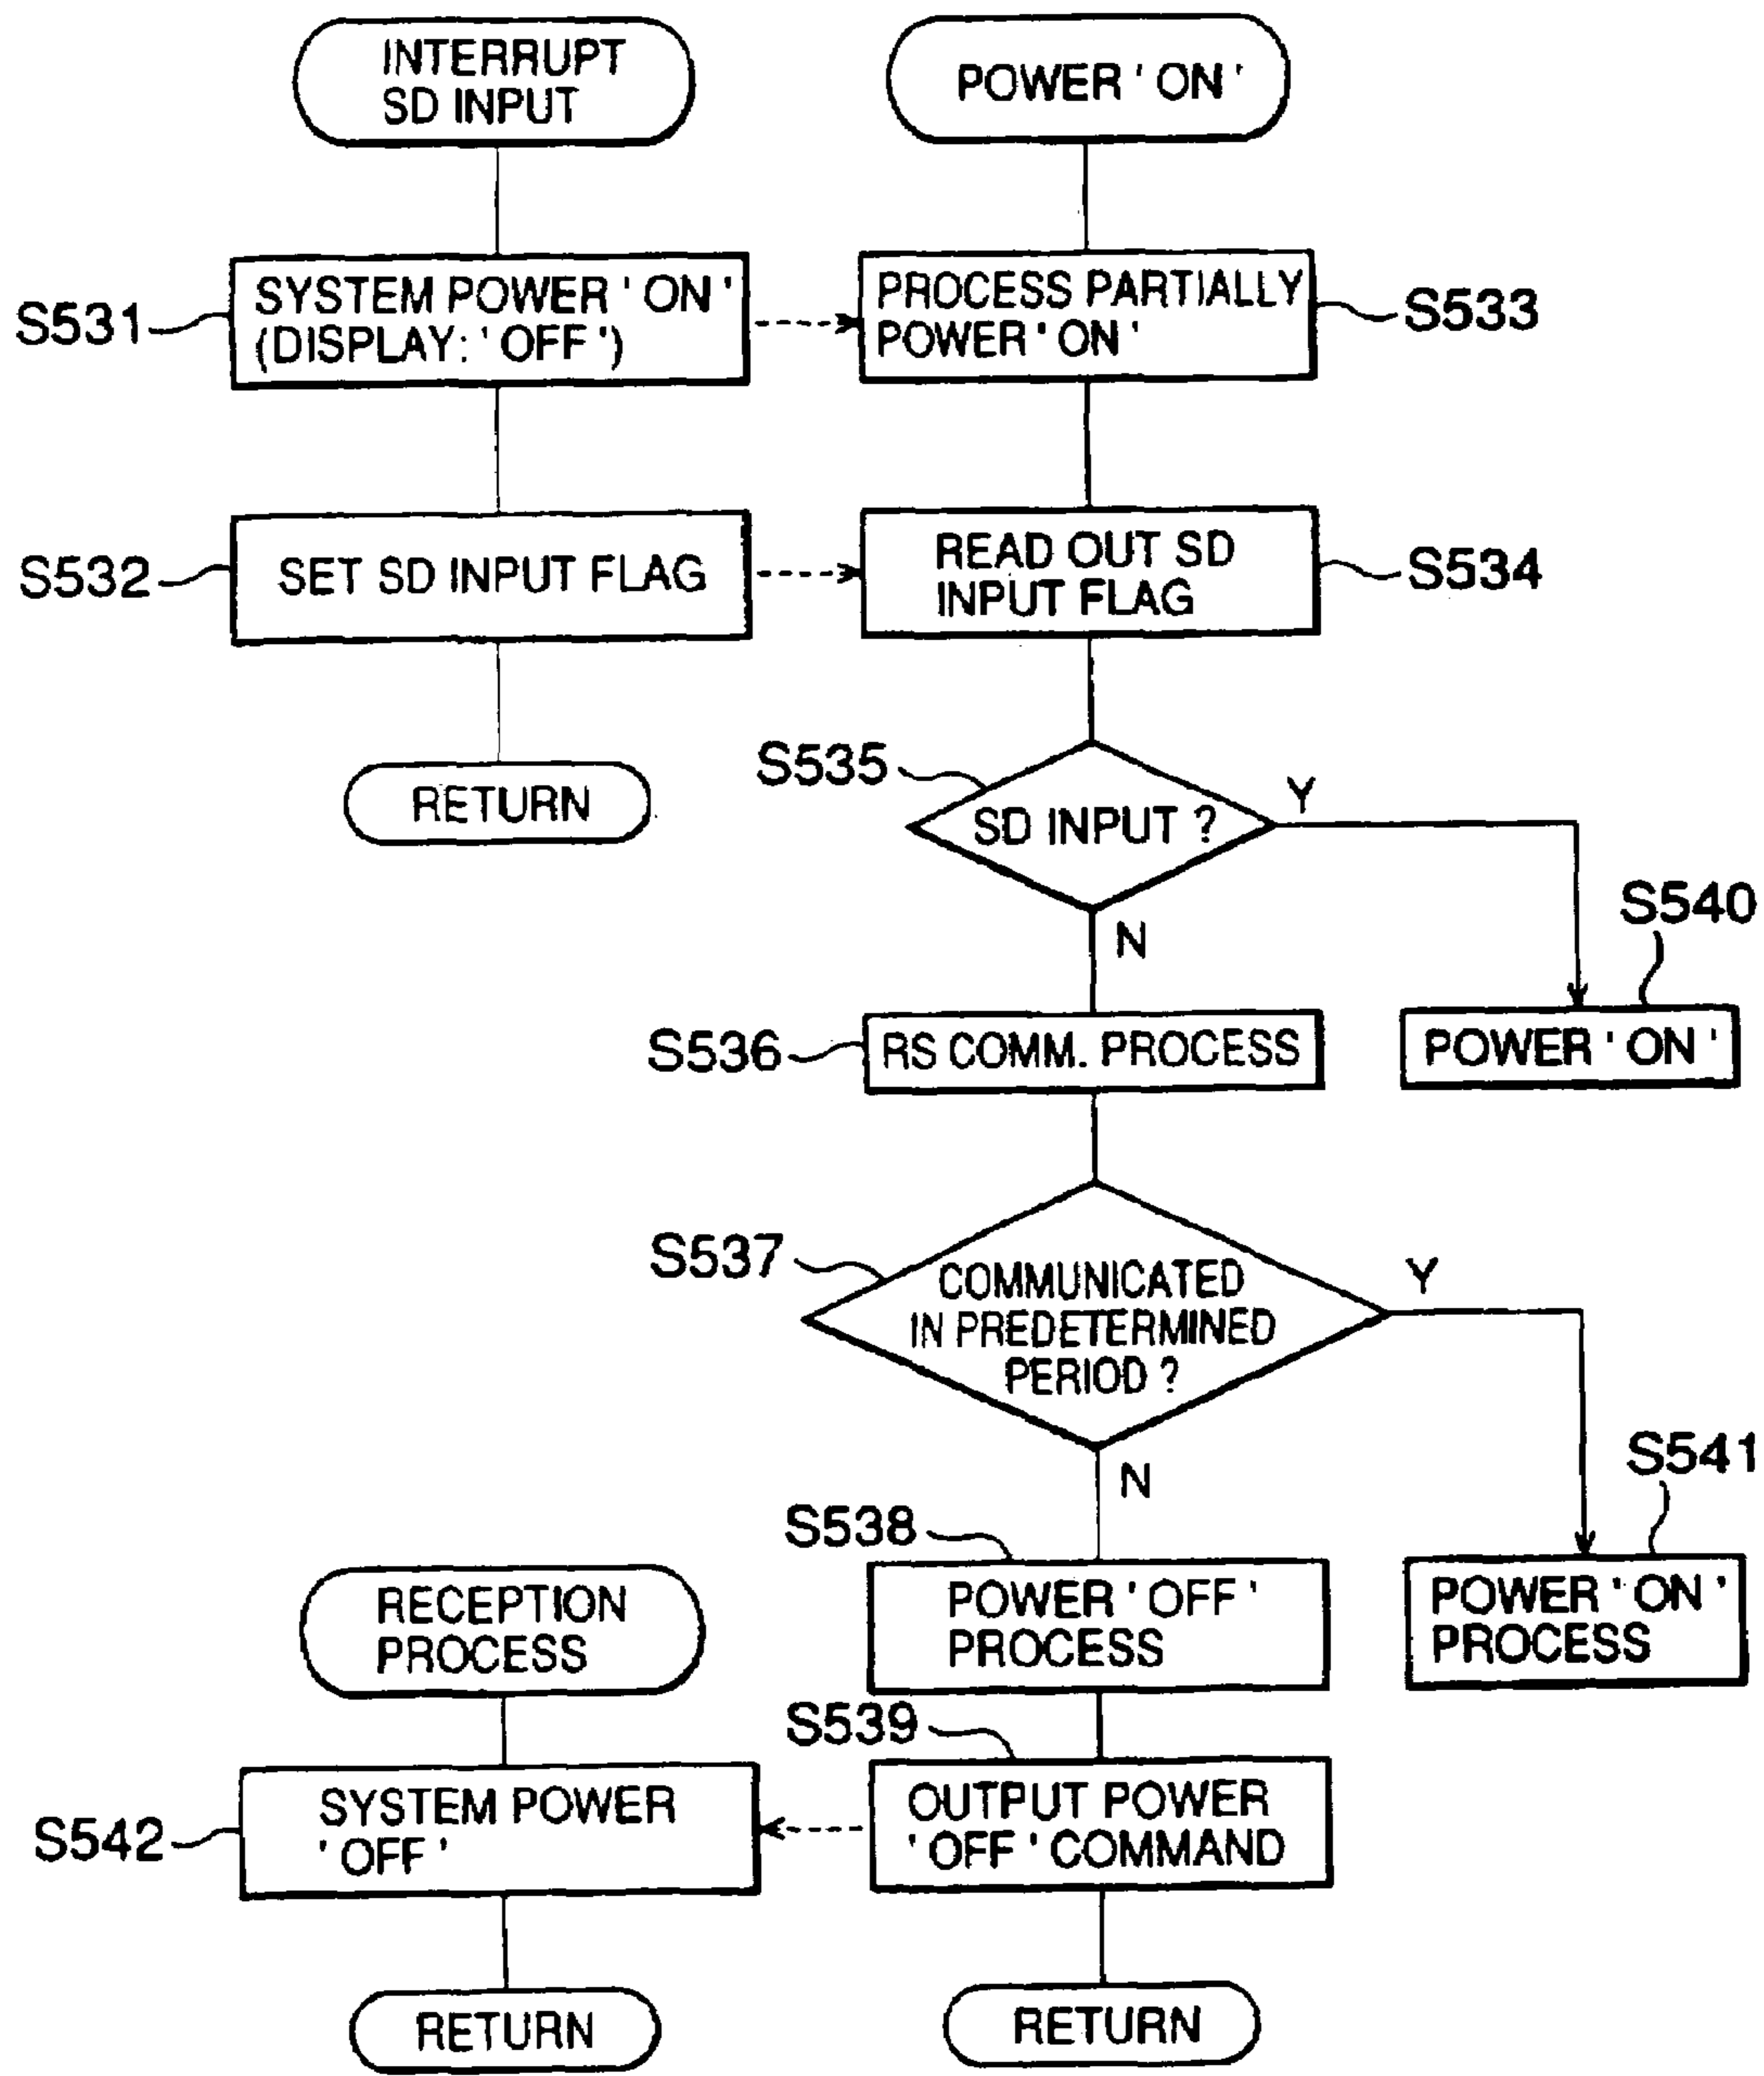 INTERRUPT
SD INPUT
POWER ' ON '
S531
SYSTEM POWER ' ON '
(DISPLAY: ' OFF ')
PROCESS PARTIALLY
POWER ' ON '
S533
S532
SET SD INPUT FLAG
READ OUT SD
INPUT FLAG
S534
RETURN
S535
SD INPUT ?
Y
N
S540
POWER ' ON '
S536
RS COMM. PROCESS
S537
COMMUNICATED
IN PREDETERMINED
PERIOD ?
Y
N
S541
POWER ' ON '
PROCESS
S538
POWER ' OFF '
PROCESS
RECEPTION
PROCESS
S539
OUTPUT POWER
' OFF ' COMMAND
S542
SYSTEM POWER
' OFF '
RETURN
RETURN